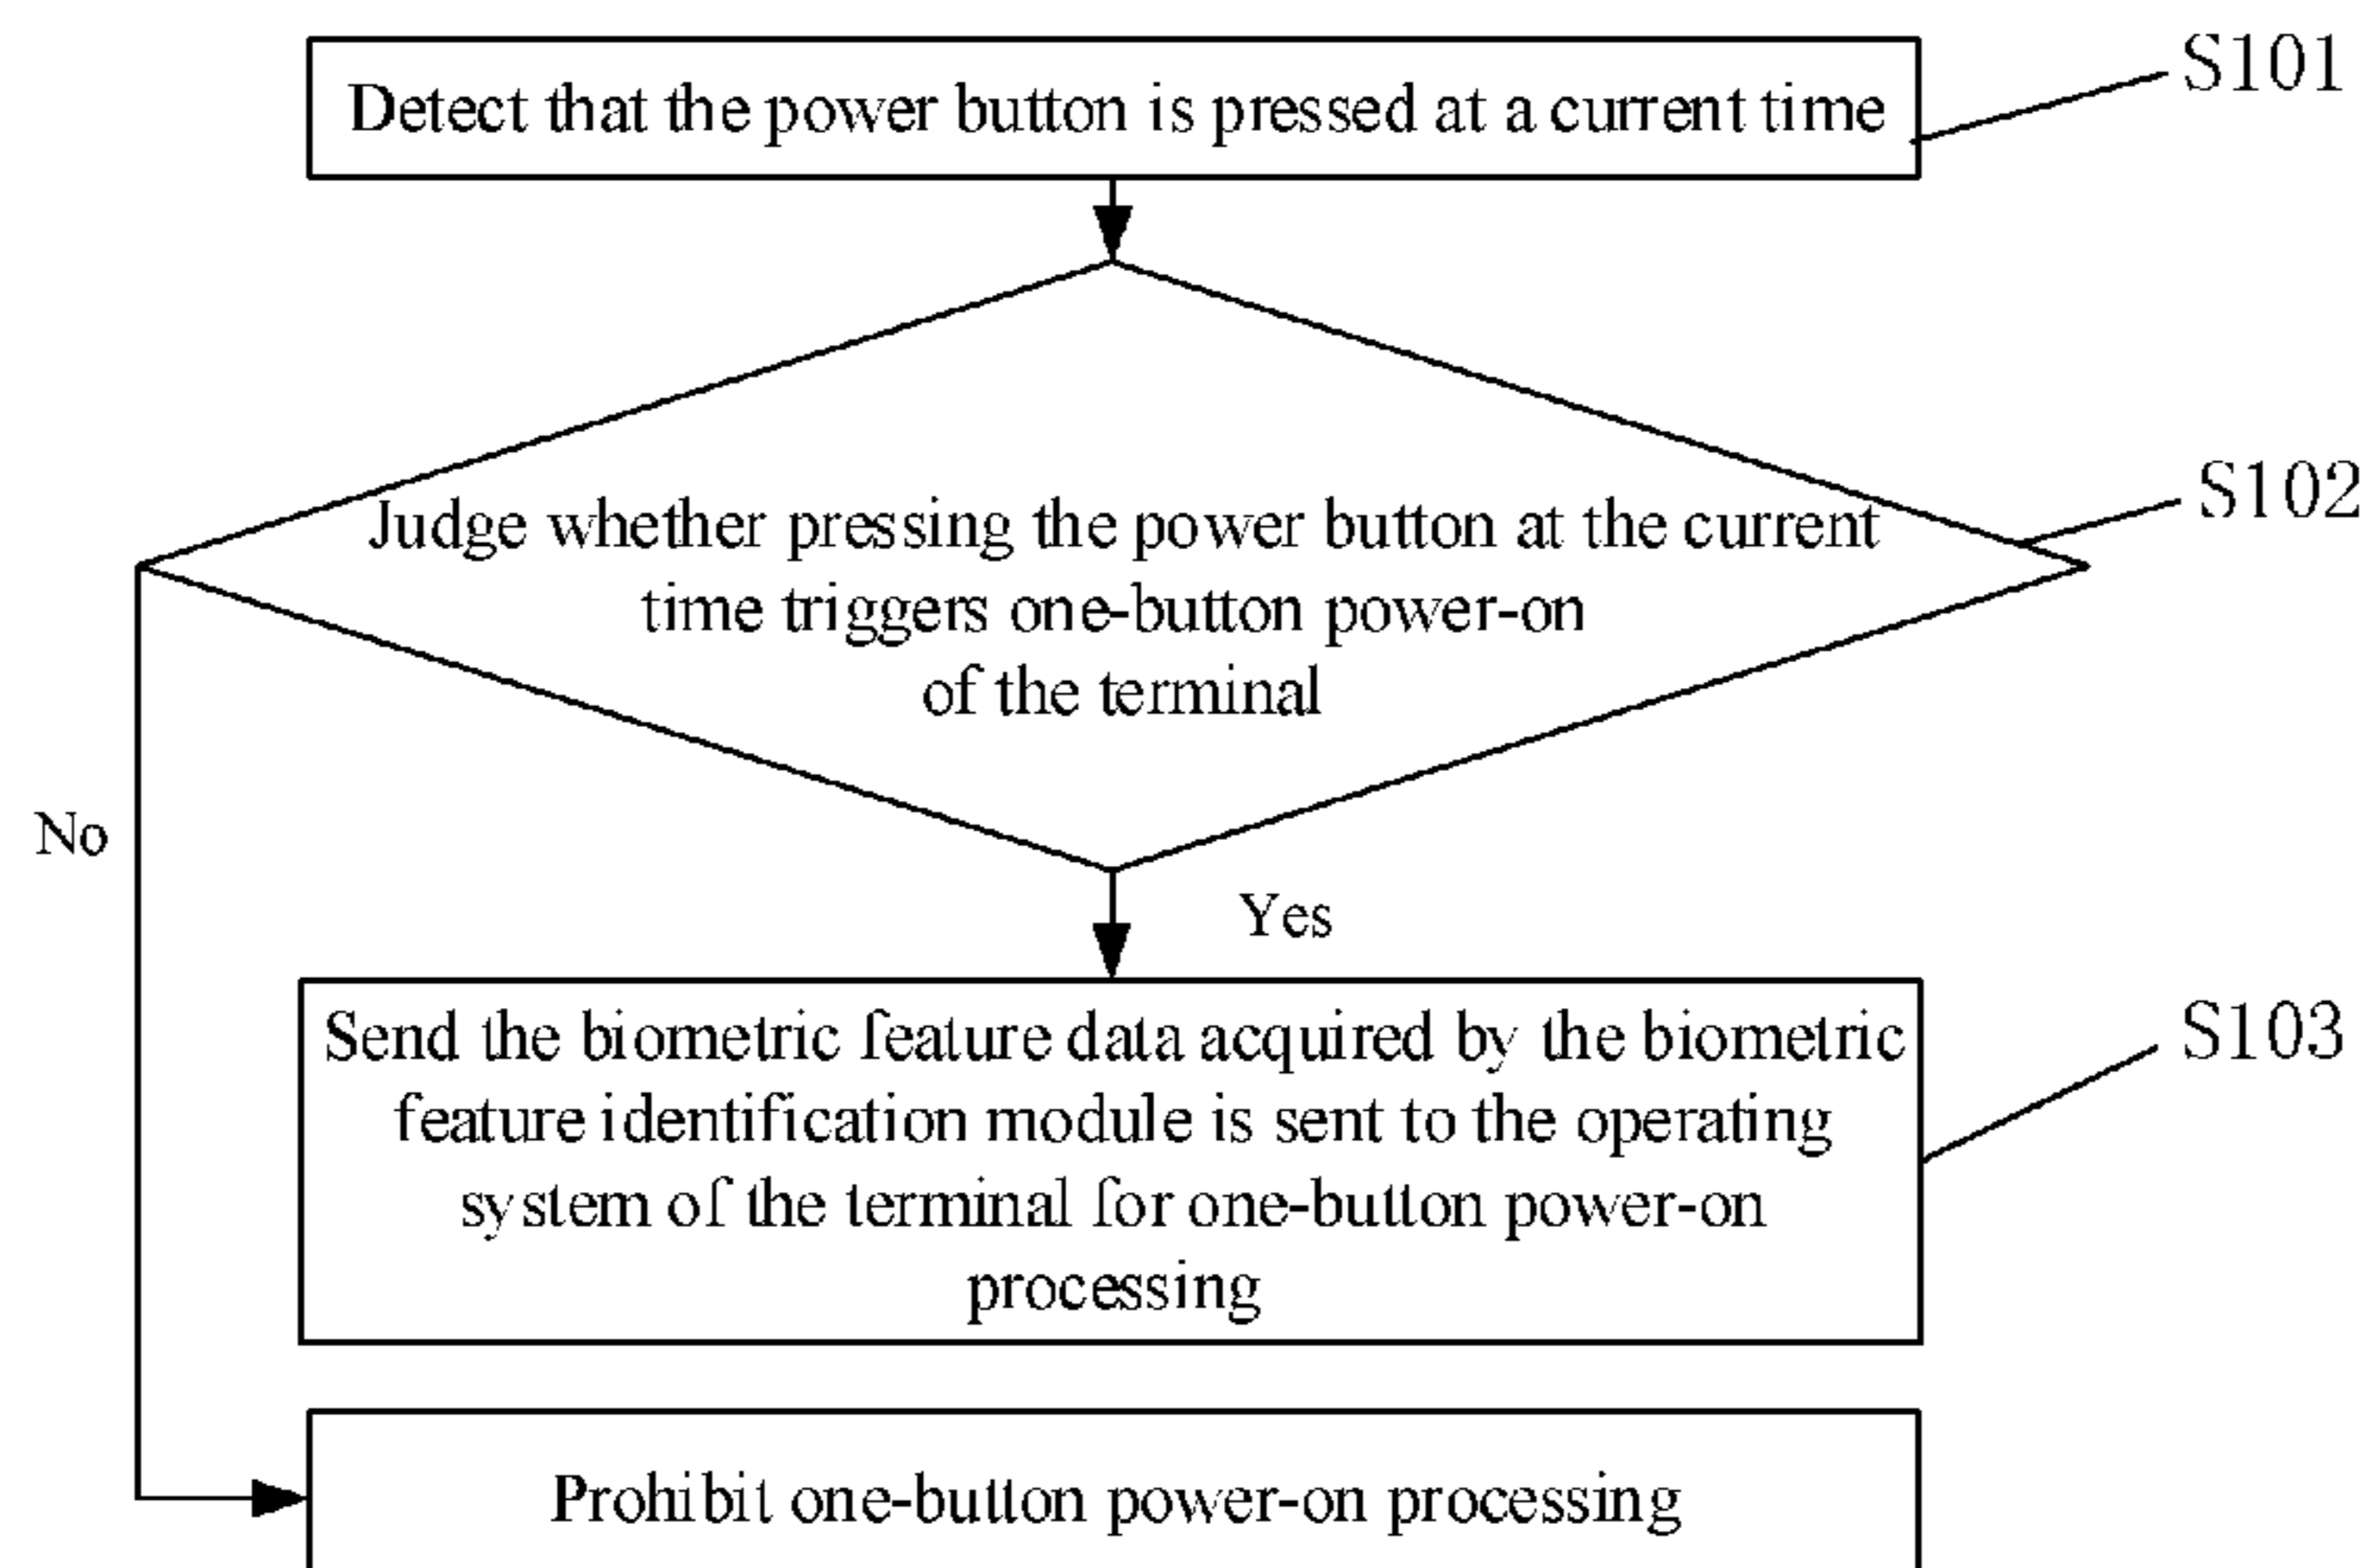 Detect that the power button is pressed at a current time
S101
Judge whether pressing the power button at the current
time triggers one-button power-on
of the terminal
S102
No
Yes
Send the biometric feature data acquired by the biometric
feature identification module is sent to the operating
system of the terminal for one-button power-on
processing
S103
Prohibit one-button power-on processing